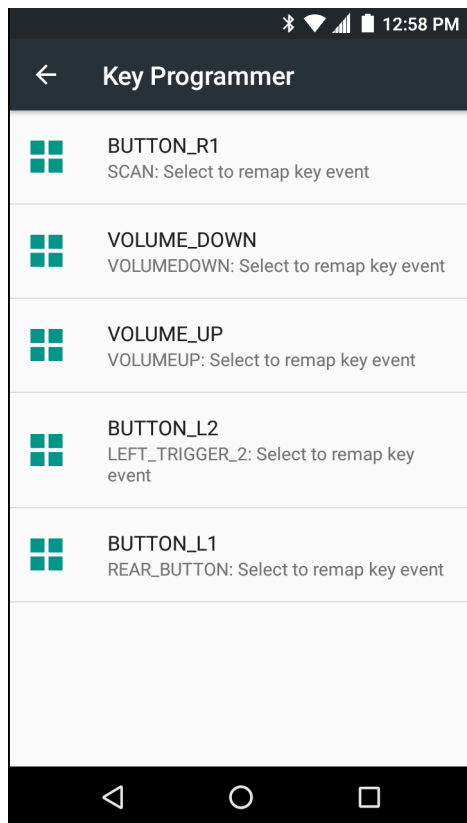 12:58 PM
Key Programmer
BUTTON_R1
SCAN: Select to remap key event
VOLUME_DOWN
VOLUMEDOWN: Select to remap key event
VOLUME_UP
VOLUMEUP: Select to remap key event
BUTTON_L2
LEFT_TRIGGER_2: Select to remap key
event
BUTTON_L1
REAR_BUTTON: Select to remap key event